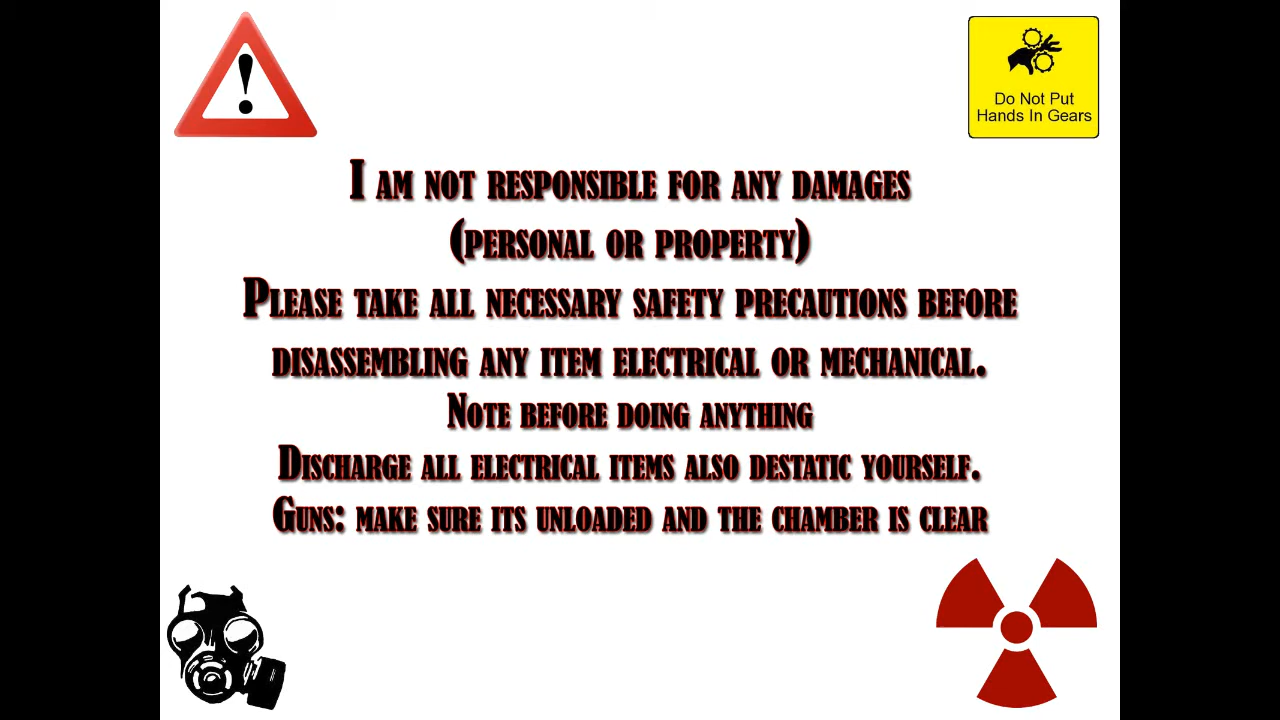 !
Do Not Put
Hands In Gears
I am not responsible for any damages
(personal or property)
Please take all necessary safety precautions before
disassembling any item electrical or mechanical.
Note before doing anything
Discharge all electrical items also destatic yourself.
Guns: make sure its unloaded and the chamber is clear